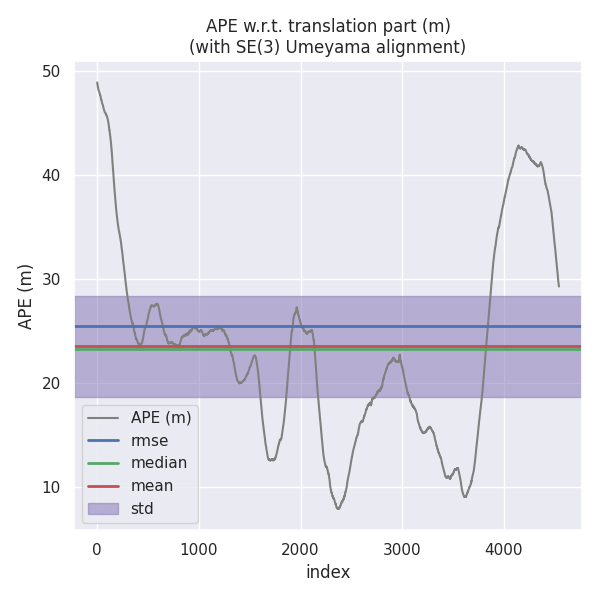 APE w.r.t. translation part (m)
(with SE(3) Umeyama alignment)
50
40
30
20
10
APE (m)
APE (m)
rmse
median
mean
std
0 1000 2000 3000 4000
index